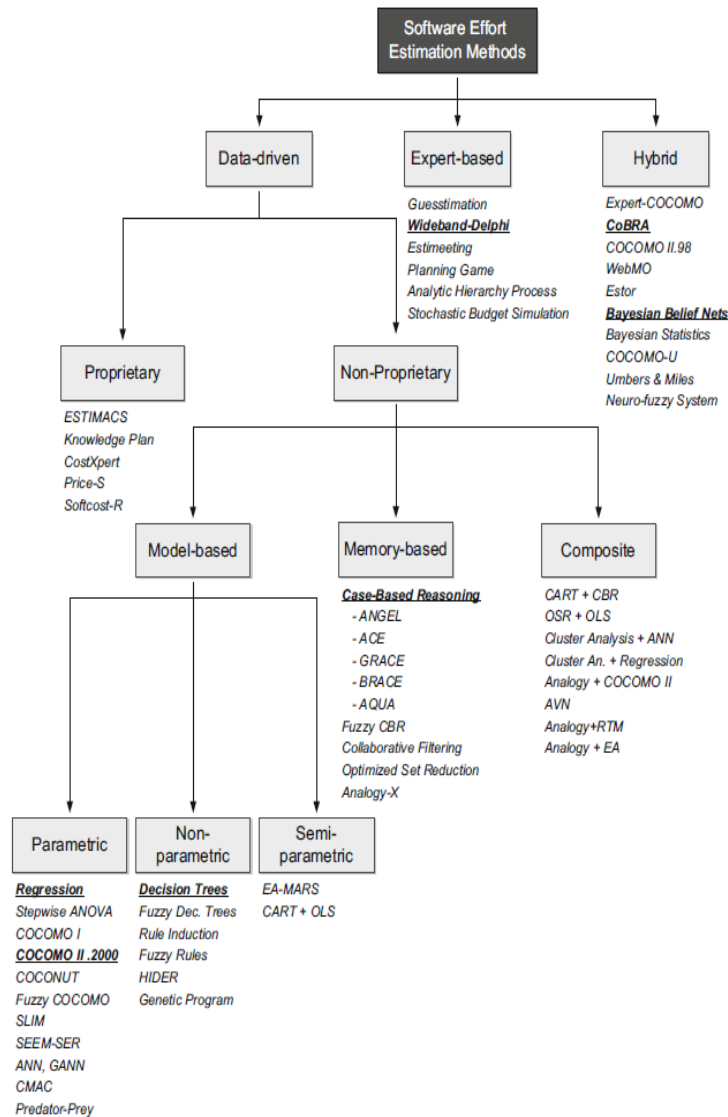 Software Effort
Estimation Methods
Data-driven
Expert-based
Hybrid
Guesstimation
Wideband-Delphi
Estimeeting
Planning Game
Analytic Hierarchy Process
Stochastic Budget Simulation
Expert-COCOMO
CoBRA
COCOMO II.98
WebMO
Estor
Bayesian Belief Nets
Bayesian Statistics
COCOMO-U
Umbers & Miles
Neuro-fuzzy System
Proprietary
Non-Proprietary
ESTIMACS
Knowledge Plan
CostXpert
Price-S
Softcost-R
Model-based
Memory-based
Composite
Case-Based Reasoning
- ANGEL
- ACE
- GRACE
- BRACE
- AQUA
Fuzzy CBR
Collaborative Filtering
Optimized Set Reduction
Analogy-X
CART + CBR
OSR + OLS
Cluster Analysis + ANN
Cluster An. + Regression
Analogy + COCOMO II
AVN
Analogy+RTM
Analogy + EA
Parametric
Non-
parametric
Semi-
parametric
Regression
Stepwise ANOVA
COCOMO I
COCOMO II .2000
COCONUT
Fuzzy COCOMO
SLIM
SEEM-SER
ANN, GANN
CMAC
Predator-Prey
Decision Trees
Fuzzy Dec. Trees
Rule Induction
Fuzzy Rules
HIDER
Genetic Program
EA-MARS
CART + OLS